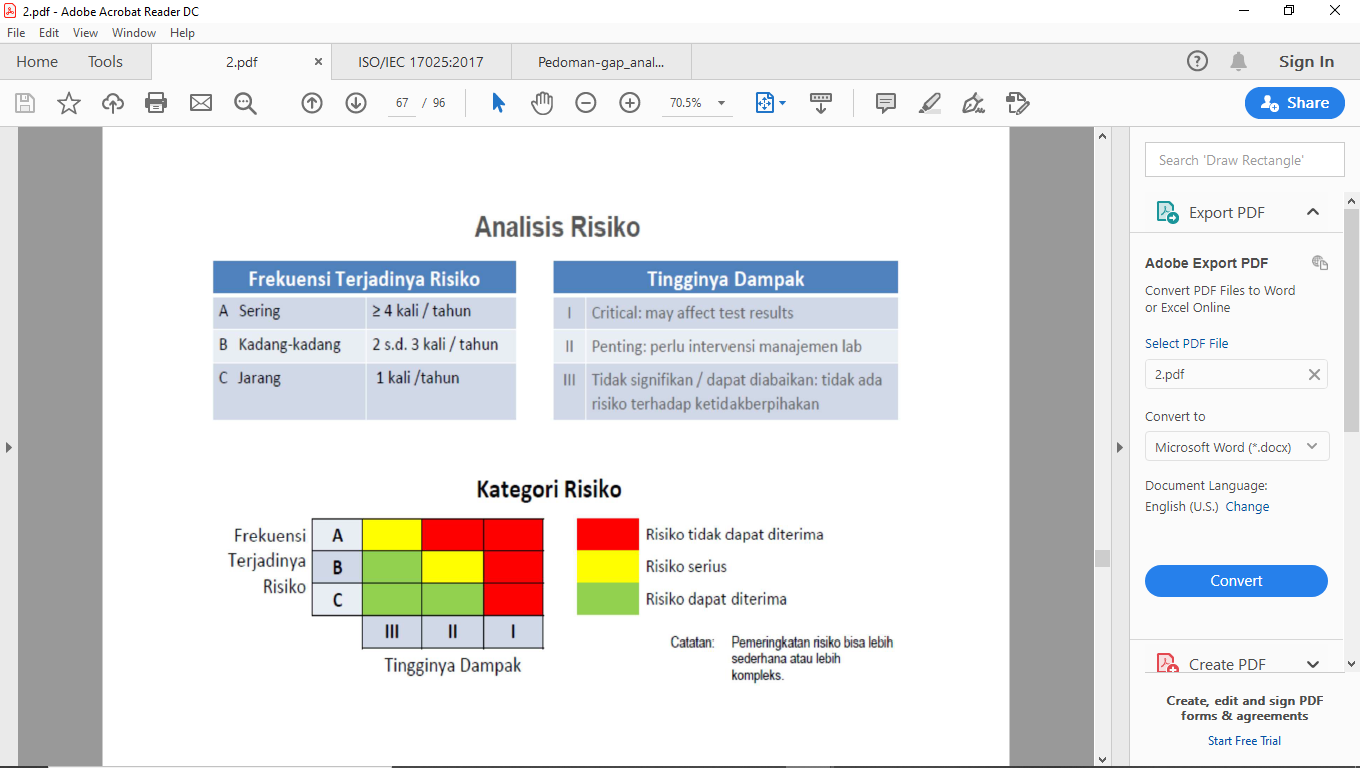 2.pdf - Adobe Acrobat Reader DC
File Edit View Window Help
Home Tools 2.pdf × ISO/IEC 17025:2017 Pedoman-gap_anal... Sign In
67 / 96 70.5% Share
Analisis Risiko
Frekuensi Terjadinya Risiko
A Sering ≥ 4 kali / tahun
B Kadang-kadang 2 s.d. 3 kali / tahun
C Jarang 1 kali /tahun
Tingginya Dampak
I Critical: may affect test results
II Penting: perlu intervensi manajemen lab
III Tidak signifikan / dapat diabaikan: tidak ada
risiko terhadap ketidakberpihakan
Kategori Risiko
Frekuensi
Terjadinya
Risiko
A
B
C
III II I
Tingginya Dampak
Risiko tidak dapat diterima
Risiko serius
Risiko dapat diterima
Catatan: Pemeringkatan risiko bisa lebih
sederhana atau lebih
kompleks.
Search 'Draw Rectangle'
Export PDF
Adobe Export PDF
Convert PDF Files to Word
or Excel Online
Select PDF File
2.pdf
Convert to
Microsoft Word (*.docx)
Document Language:
English (U.S.) Change
Convert
Create PDF
Create, edit and sign PDF
forms & agreements
Start Free Trial